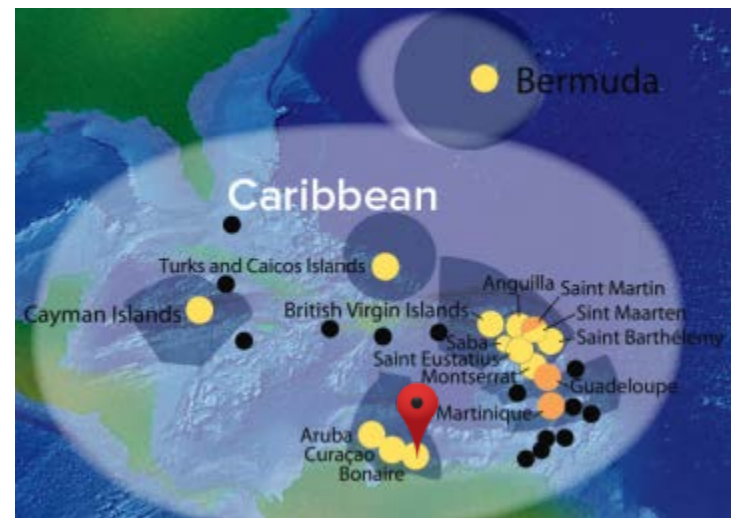 Bermuda
Caribbean
Turks and Caicos Islands
Anguilla
Saint Martin
Cayman Islands
British Virgin Islands
Sint Maarten
Saba
Saint Barthélemy
Saint Eustatius
Montserrat
Guadeloupe
Martinique
Aruba
Curaçao
Bonaire